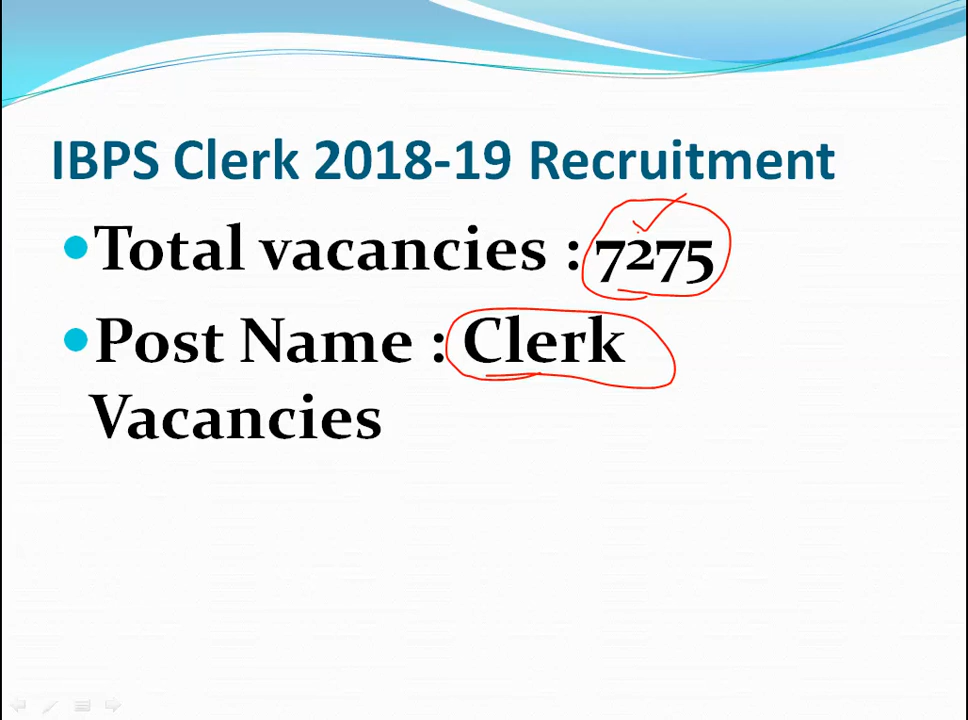 IBPS Clerk 2018-19 Recruitment
Total vacancies : 7275
Post Name : Clerk
Vacancies